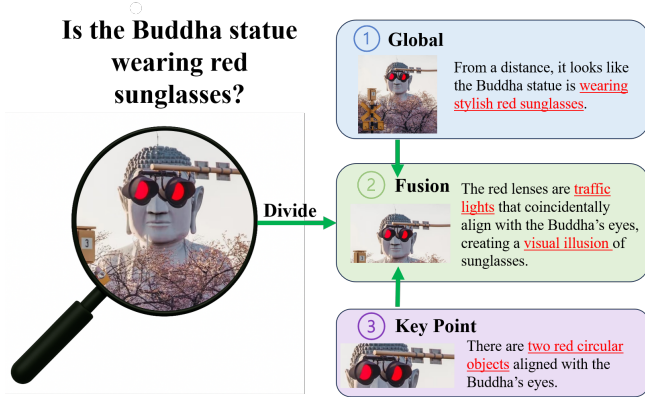 Is the Buddha statue
wearing red
sunglasses?
3
Divide
1 Global
From a distance, it looks like
the Buddha statue is wearing
stylish red sunglasses.
2 Fusion
The red lenses are traffic
lights that coincidentally
align with the Buddha's eyes,
creating a visual illusion of
sunglasses.
3 Key Point
There are two red circular
objects aligned with the
Buddha's eyes.